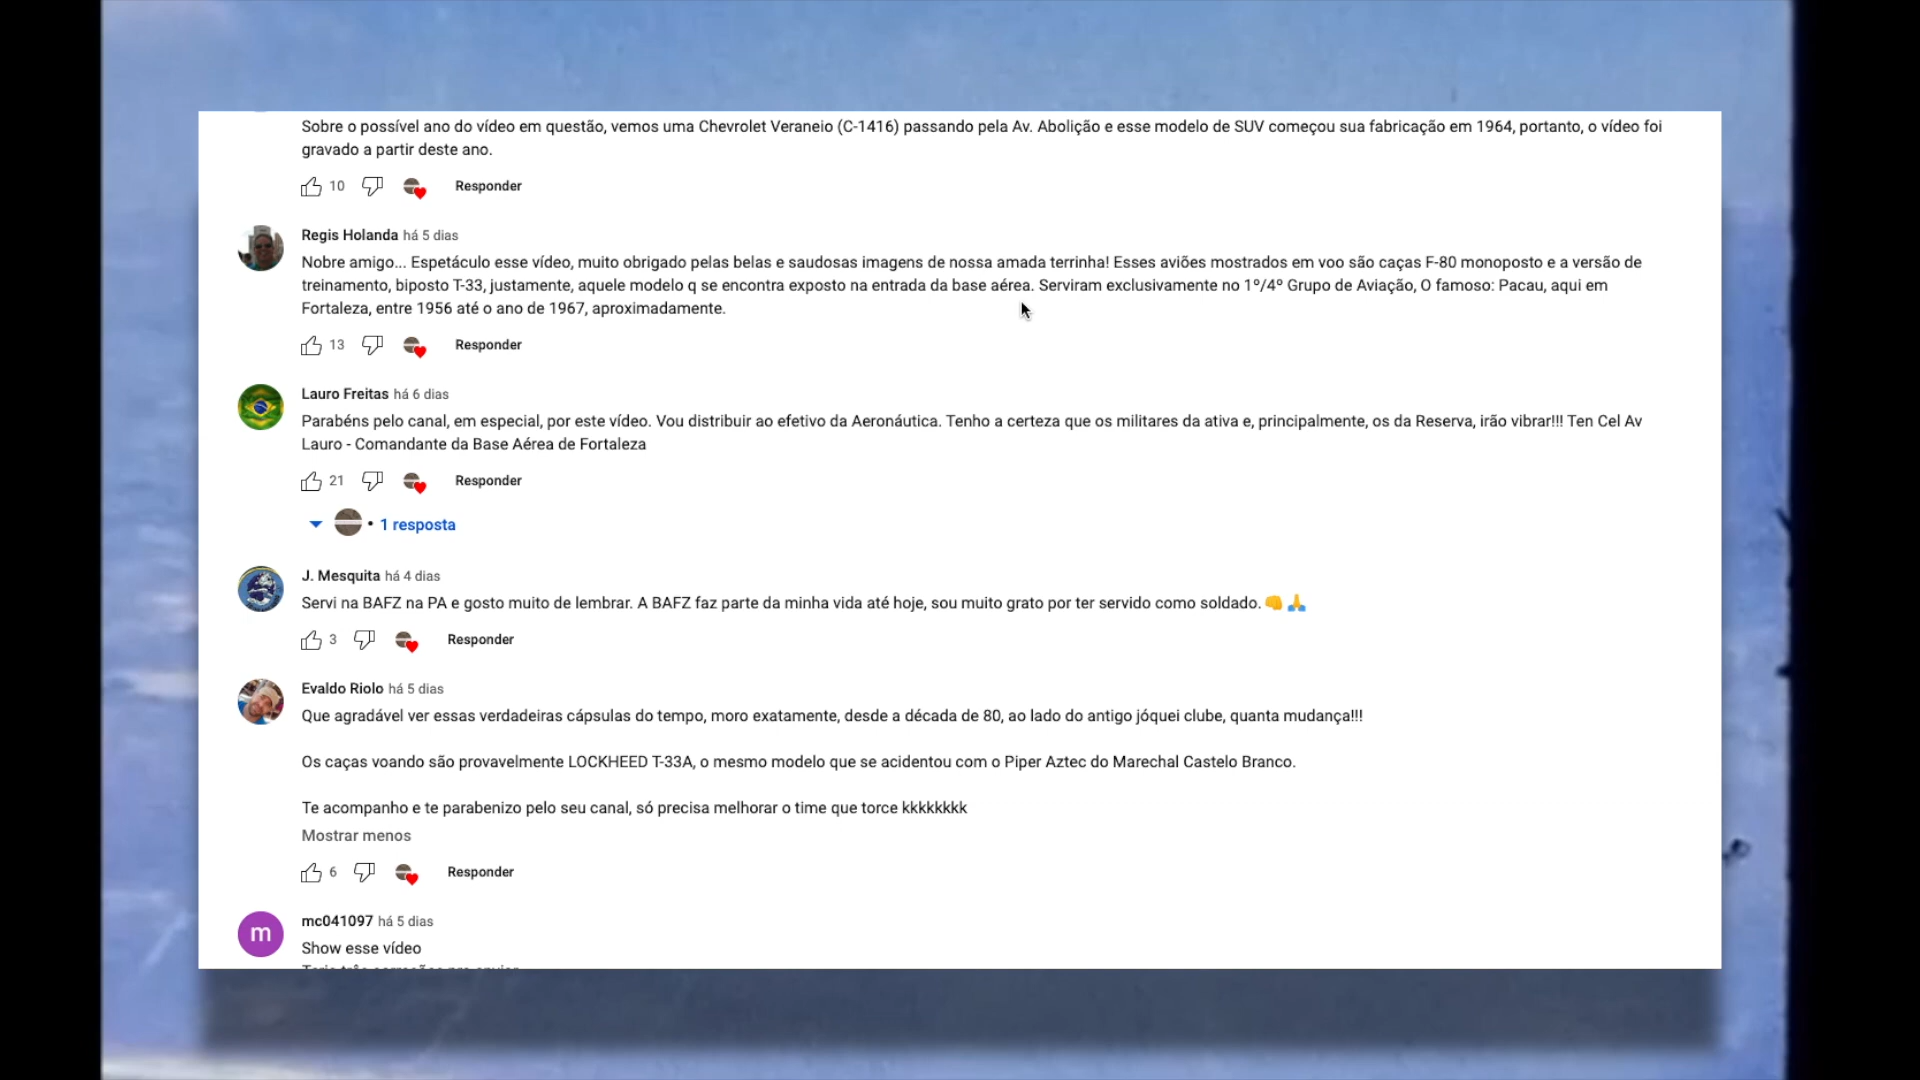 Sobre o possível ano do vídeo em questão, vemos uma Chevrolet Veraneio (C-1416) passando pela Av. Abolição e esse modelo de SUV começou sua fabricação em 1964, portanto, o vídeo foi
gravado a partir deste ano.
10 Responder
Regis Holanda há 5 dias
Nobre amigo... Espetáculo esse vídeo, muito obrigado pelas belas e saudosas imagens de nossa amada terrinha! Esses aviões mostrados em voo são caças F-80 monoposto e a versão de
treinamento, biposto T-33, justamente, aquele modelo q se encontra exposto na entrada da base aérea. Serviram exclusivamente no 1º/4º Grupo de Aviação, O famoso: Pacau, aqui em
Fortaleza, entre 1956 até o ano de 1967, aproximadamente.
13 Responder
Lauro Freitas há 6 dias
Parabéns pelo canal, em especial, por este vídeo. Vou distribuir ao efetivo da Aeronáutica. Tenho a certeza que os militares da ativa e, principalmente, os da Reserva, irão vibrar!!! Ten Cel Av
Lauro - Comandante da Base Aérea de Fortaleza
21 Responder
• 1 resposta
J. Mesquita há 4 dias
Servi na BAFZ na PA e gosto muito de lembrar. A BAFZ faz parte da minha vida até hoje, sou muito grato por ter servido como soldado. 👊🙏
3 Responder
Evaldo Riolo há 5 dias
Que agradável ver essas verdadeiras cápsulas do tempo, moro exatamente, desde a década de 80, ao lado do antigo jóquei clube, quanta mudança!!!
Os caças voando são provavelmente LOCKHEED T-33A, o mesmo modelo que se acidentou com o Piper Aztec do Marechal Castelo Branco.
Te acompanho e te parabenizo pelo seu canal, só precisa melhorar o time que torce kkkkkkkk
Mostrar menos
6 Responder
m
mc041097 há 5 dias
Show esse vídeo